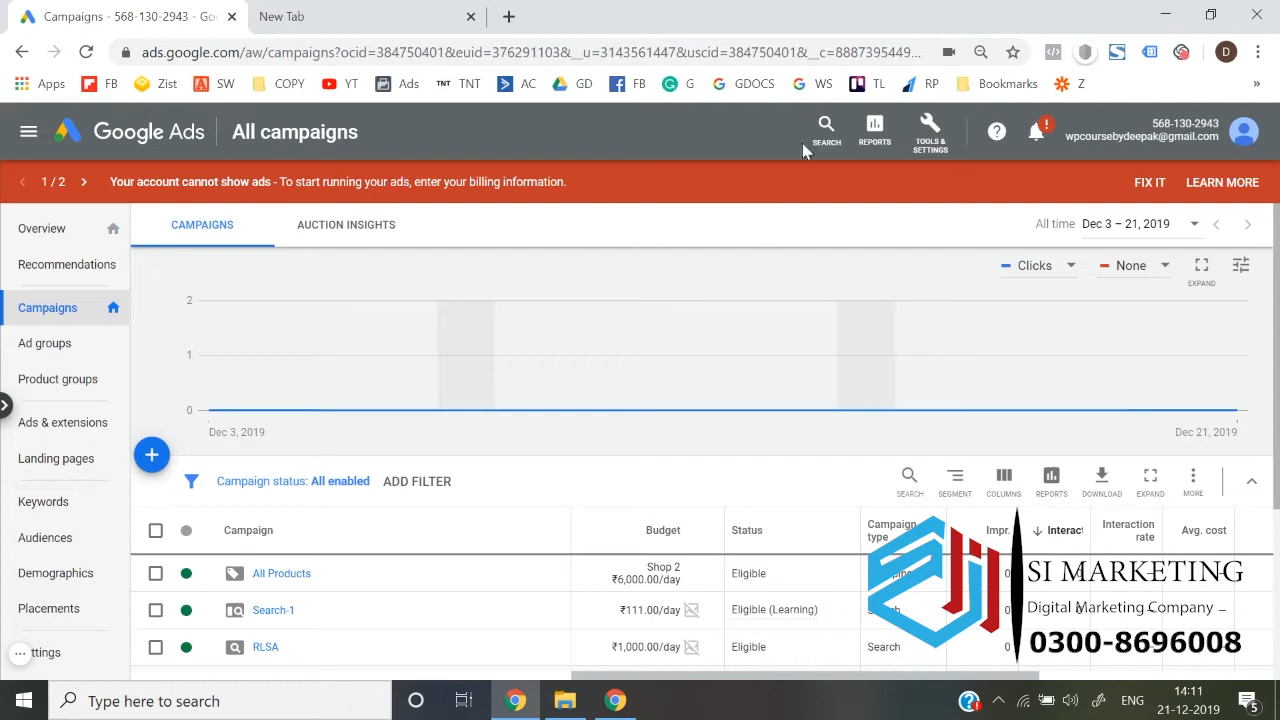 Campaigns - 568-130-2943 - Go
New Tab
ads.google.com/aw/campaigns?ocid=384750401&euid=376291103&__u=3143561447&uscid=384750401&__c=8887395449...
Apps FB Zist SW COPY YT Ads TNT TNT AC GD FB G GDOCS WS TL RP Bookmarks Z »
Google Ads All campaigns
SEARCH REPORTS TOOLS & SETTINGS
568-130-2943
wpcoursebydeepak@gmail.com
D
1 / 2 Your account cannot show ads - To start running your ads, enter your billing information. FIX IT LEARN MORE
Overview
Recommendations
Campaigns
Ad groups
Product groups
Ads & extensions
Landing pages
Keywords
Audiences
Demographics
Placements
ttings
CAMPAIGNS AUCTION INSIGHTS
All time Dec 3 – 21, 2019
Clicks None EXPAND
2
1
0
Dec 3, 2019 Dec 21, 2019
Campaign status: All enabled ADD FILTER
SEARCH SEGMENT COLUMNS REPORTS DOWNLOAD EXPAND MORE
Campaign Budget Status Campaign type Impr. Interact Interaction rate Avg. cost
All Products Shop 2 ₹6,000.00/day Eligible 0
Search-1 ₹111.00/day Eligible (Learning) 0
RLSA ₹1,000.00/day Eligible Search 0
SI MARKETING
Digital Marketing Company
0300-8696008
Type here to search
ENG
14:11
21-12-2019
5